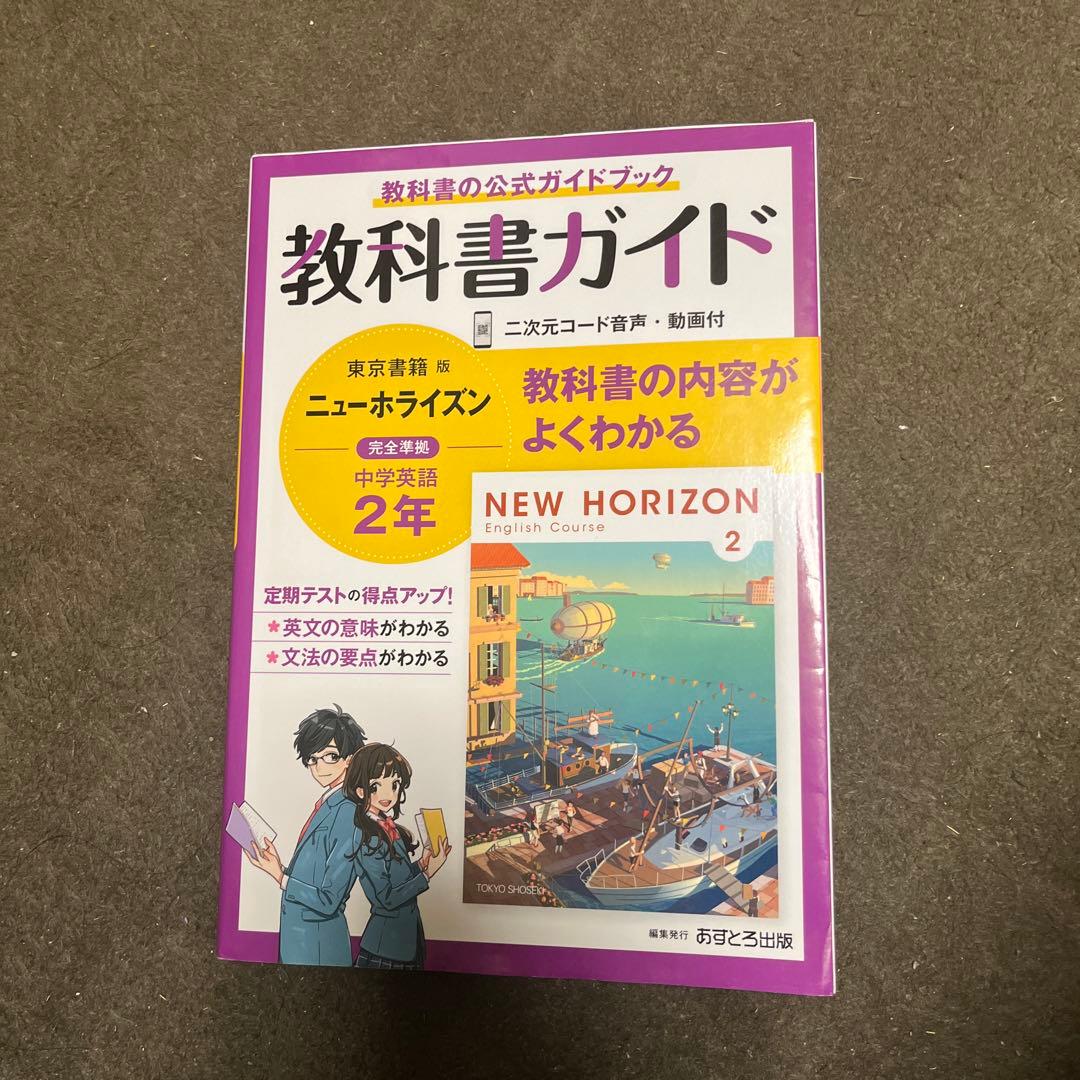 教科書の公式ガイドブック
教科書ガイド
二次元コード音声・動画付
東京書籍 版
ニューホライズン
完全準拠
中学英語
2年
教科書の内容が
よくわかる
NEW HORIZON
English Course
2
定期テストの得点アップ!
*英文の意味がわかる
*文法の要点がわかる
TOKYO SHOSEKI
編集発行 あすとろ出版